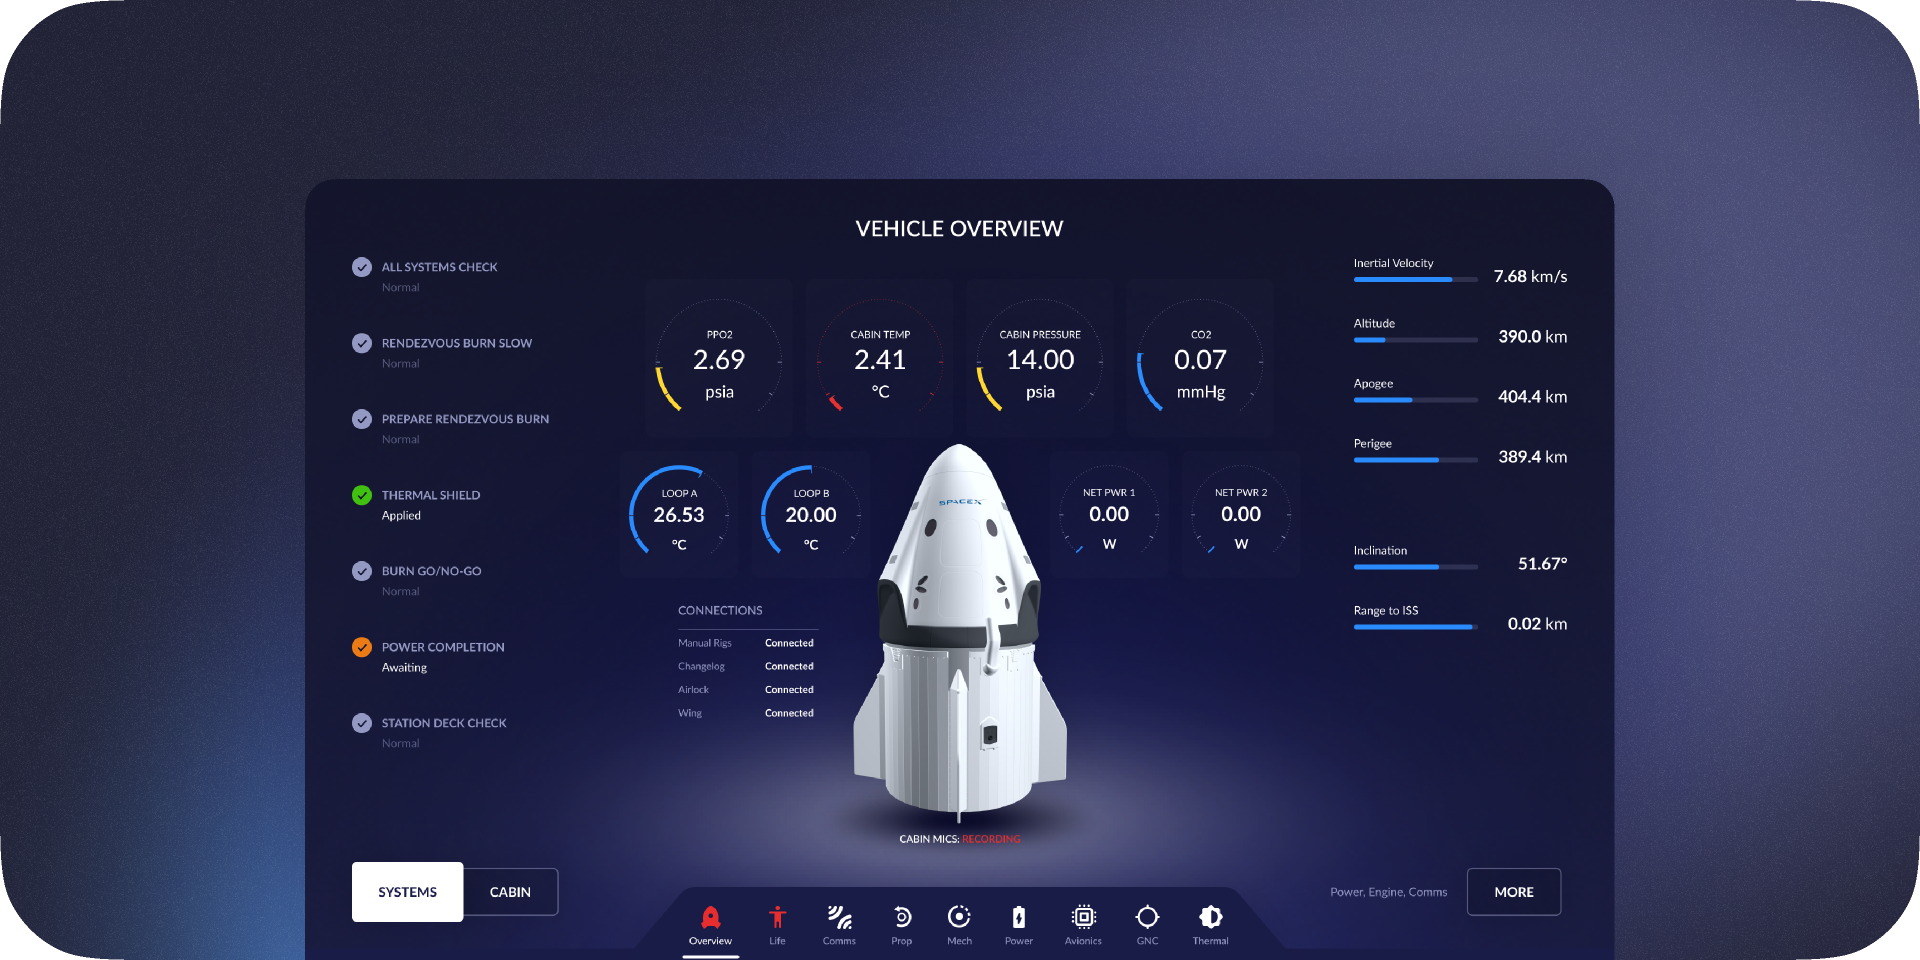 VEHICLE OVERVIEW
ALL SYSTEMS CHECK
Normal
RENDEZVOUS BURN SLOW
Normal
PREPARE RENDEZVOUS BURN
Normal
THERMAL SHIELD
Applied
BURN GO/NO-GO
Normal
POWER COMPLETION
Awaiting
STATION DECK CHECK
Normal
PPO2
2.69
psia
CABIN TEMP
2.41
°C
CABIN PRESSURE
14.00
psia
CO2
0.07
mmHg
LOOP A
26.53
°C
LOOP B
20.00
°C
NET PWR 1
0.00
W
NET PWR 2
0.00
W
SPACEX
CONNECTIONS
Manual Rigs Connected
Changelog Connected
Airlock Connected
Wing Connected
CABIN MICS: RECORDING
Inertial Velocity
7.68 km/s
Altitude
390.0 km
Apogee
404.4 km
Perigee
389.4 km
Inclination
51.67°
Range to ISS
0.02 km
SYSTEMS
CABIN
Overview
Life
Comms
Prop
Mech
Power
Avionics
GNC
Thermal
Power, Engine, Comms
MORE